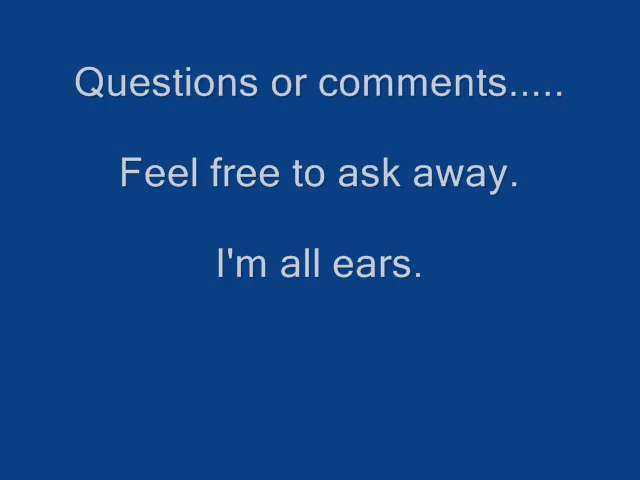 Questions or comments.....
Feel free to ask away.
I'm all ears.